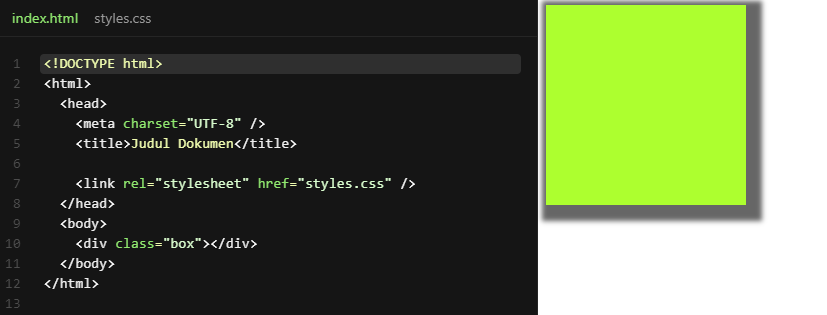 index.html styles.css
1 <!DOCTYPE html>
2 <html>
3   <head>
4     <meta charset="UTF-8" />
5     <title>Judul Dokumen</title>
6
7     <link rel="stylesheet" href="styles.css" />
8   </head>
9   <body>
10     <div class="box"></div>
11   </body>
12 </html>
13